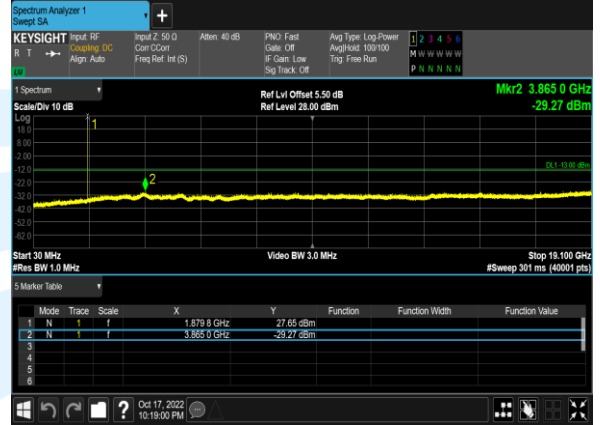 Spectrum Analyzer 1
Swept SA
KEYSIGHT Input: RF Input Z: 50 Ω Atten: 40 dB PNO: Fast Avg Type: Log-Power 1 2 3 4 5 6
R T Coupling: DC Corr CCorr Gate: Off Avg|Hold: 100/100 M W W W W W
Align: Auto Freq Ref: Int (S) IF Gain: Low Trig: Free Run
Sig Track: Off P N N N N N
1 Spectrum Ref Lvl Offset 5.50 dB Mkr2 3.865 0 GHz
Scale/Div 10 dB Ref Level 28.00 dBm -29.27 dBm
Log
1
18.0
8.00
-2.00
-12.0 DL1 -13.00 dBm
2
-22.0
-32.0
-42.0
-52.0
-62.0
Start 30 MHz Video BW 3.0 MHz Stop 19.100 GHz
#Res BW 1.0 MHz #Sweep 301 ms (40001 pts)
5 Marker Table
Mode Trace Scale X Y Function Function Width Function Value
1 N 1 f 1.879 8 GHz 27.65 dBm
2 N 1 f 3.865 0 GHz -29.27 dBm
3
4
5
6
? Oct 17, 2022
10:19:00 PM